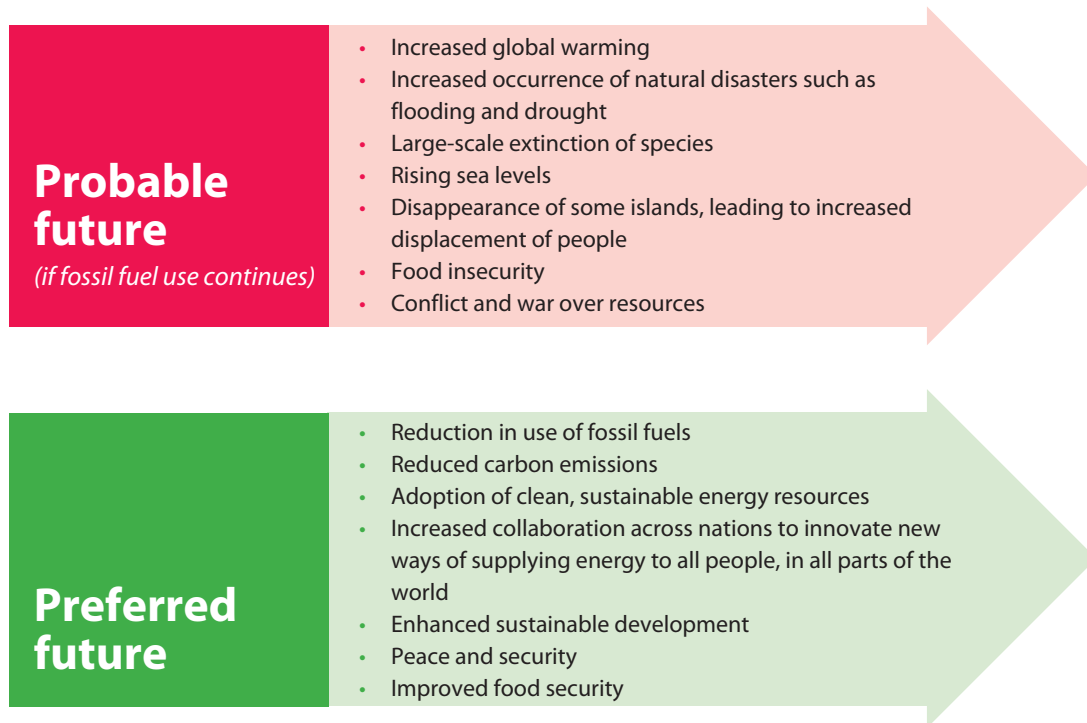 Probable
future
(if fossil fuel use continues)
• Increased global warming
• Increased occurrence of natural disasters such as
flooding and drought
• Large-scale extinction of species
• Rising sea levels
• Disappearance of some islands, leading to increased
displacement of people
• Food insecurity
• Conflict and war over resources
Preferred
future
• Reduction in use of fossil fuels
• Reduced carbon emissions
• Adoption of clean, sustainable energy resources
• Increased collaboration across nations to innovate new
ways of supplying energy to all people, in all parts of the
world
• Enhanced sustainable development
• Peace and security
• Improved food security